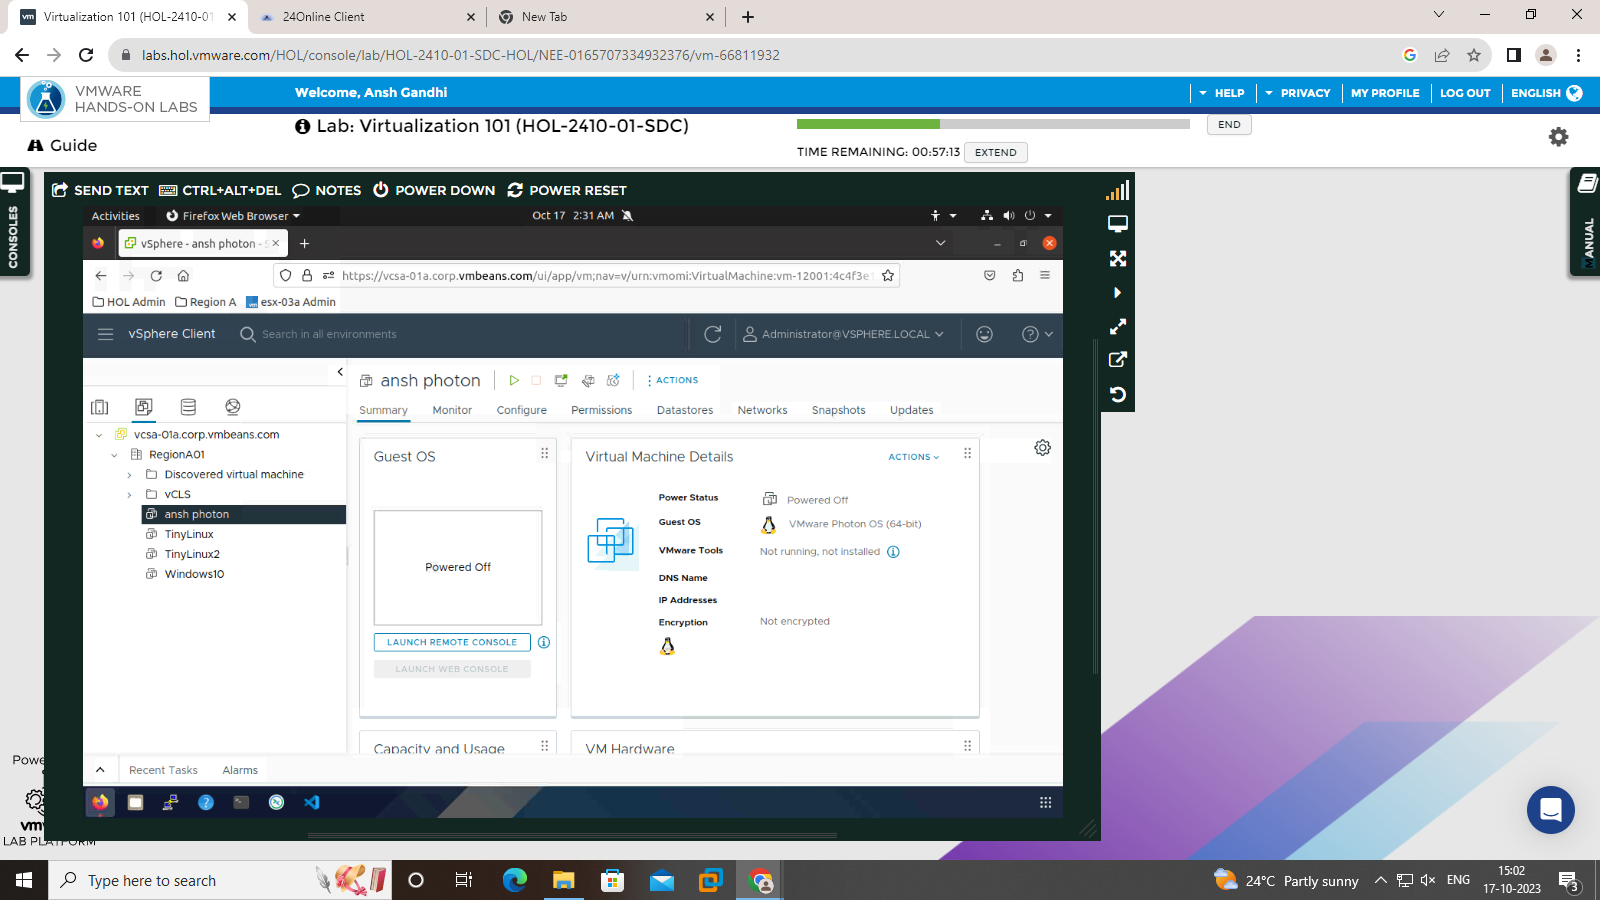 Virtualization 101 (HOL-2410-01
24Online Client
New Tab
labs.hol.vmware.com/HOL/console/lab/HOL-2410-01-SDC-HOL/NEE-0165707334932376/vm-66811932
VMWARE
HANDS-ON LABS
Welcome, Ansh Gandhi
HELP
PRIVACY
MY PROFILE
LOG OUT
ENGLISH
Guide
Lab: Virtualization 101 (HOL-2410-01-SDC)
END
TIME REMAINING: 00:57:13
EXTEND
CONSOLES
MANUAL
SEND TEXT
CTRL+ALT+DEL
NOTES
POWER DOWN
POWER RESET
Activities
Firefox Web Browser
Oct 17 2:31 AM
vSphere - ansh photon - S
https://vcsa-01a.corp.vmbeans.com/ui/app/vm;nav=v/urn:vmomi:VirtualMachine:vm-12001:4c4f3e1
HOL Admin
Region A
vm esx-03a Admin
vSphere Client
Search in all environments
Administrator@VSPHERE.LOCAL
ansh photon
ACTIONS
Summary
Monitor
Configure
Permissions
Datastores
Networks
Snapshots
Updates
vcsa-01a.corp.vmbeans.com
RegionA01
Discovered virtual machine
vCLS
ansh photon
TinyLinux
TinyLinux2
Windows10
Guest OS
Powered Off
LAUNCH REMOTE CONSOLE
LAUNCH WEB CONSOLE
Virtual Machine Details
ACTIONS
Power Status
Powered Off
Guest OS
VMware Photon OS (64-bit)
VMware Tools
Not running, not installed
DNS Name
IP Addresses
Encryption
Not encrypted
Capacity and Usage
VM Hardware
Recent Tasks
Alarms
Powe
vmv
LAB PLATFORM
Type here to search
24°C Partly sunny
ENG
15:02
17-10-2023
3